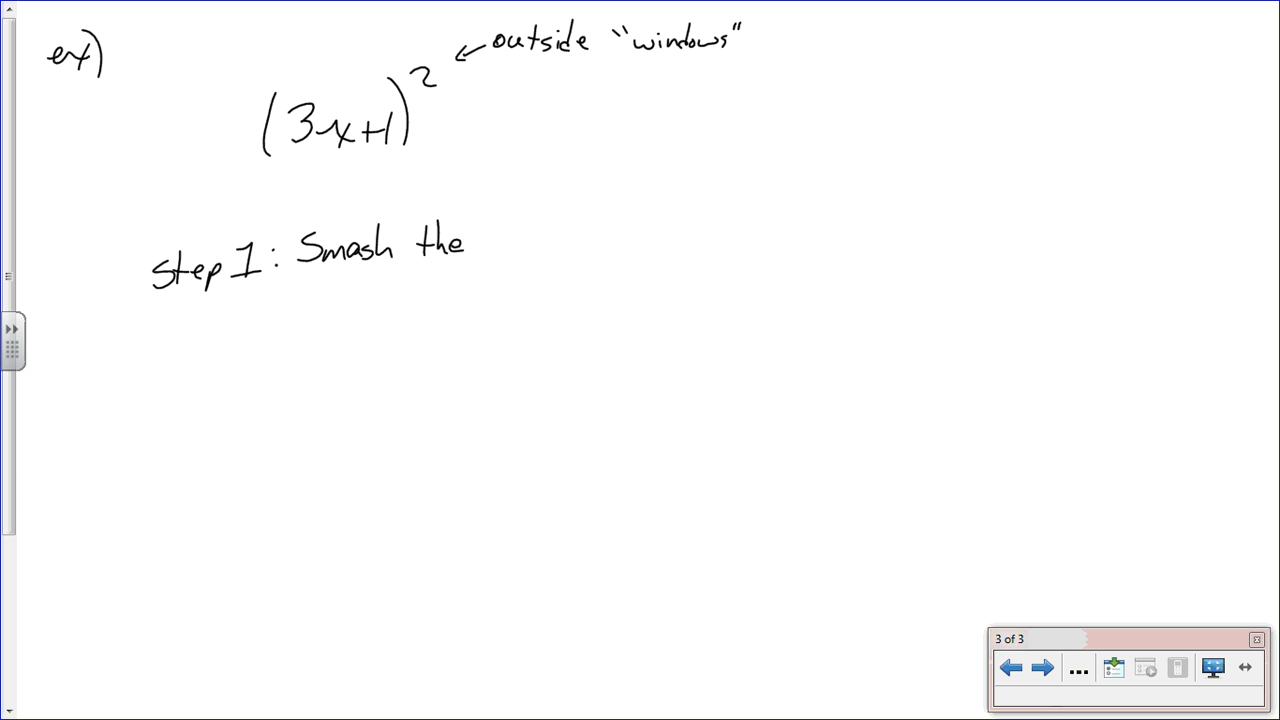 ex)
outside "windows"
(3x+1)²
Step 1: Smash the
3 of 3